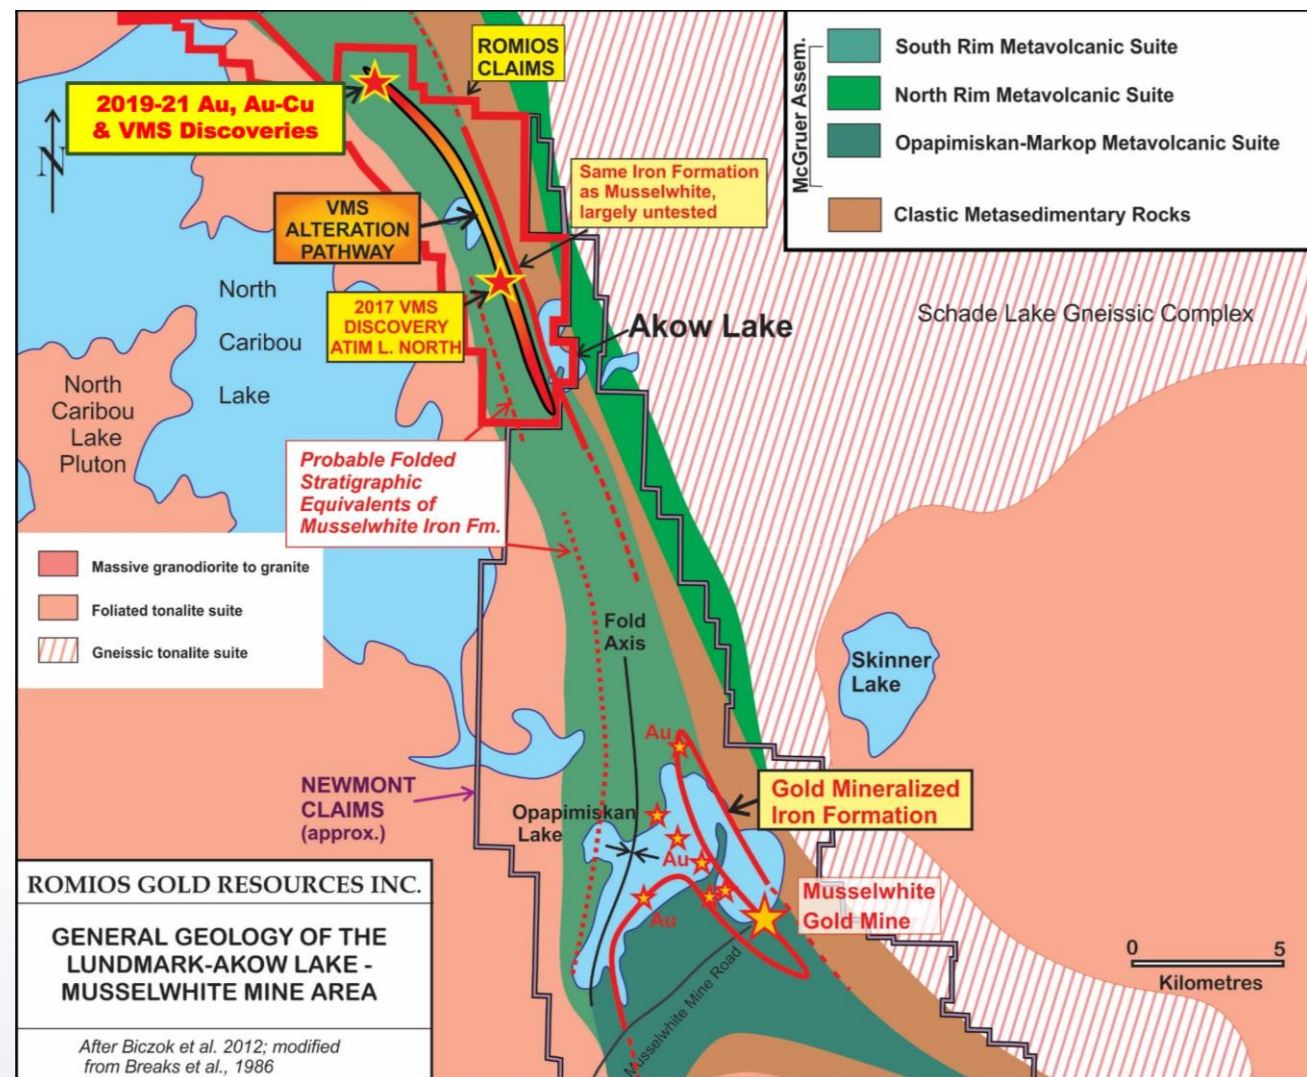 ROMIOS
CLAIMS
2019-21 Au, Au-Cu
& VMS Discoveries
N
Same Iron Formation
as Musselwhite,
largely untested
VMS
ALTERATION
PATHWAY
2017 VMS
DISCOVERY
ATIM L. NORTH
North
Caribou
Lake
Akow Lake
North
Caribou
Lake
Pluton
Probable Folded
Stratigraphic
Equivalents of
Musselwhite Iron Fm.
McGruer Assem.
South Rim Metavolcanic Suite
North Rim Metavolcanic Suite
Opapimiskan-Markop Metavolcanic Suite
Clastic Metasedimentary Rocks
Schade Lake Gneissic Complex
Massive granodiorite to granite
Foliated tonalite suite
Gneissic tonalite suite
Fold
Axis
Skinner
Lake
Au
NEWMONT
CLAIMS
(approx.)
Opapimiskan
Lake
Gold Mineralized
Iron Formation
Au
Au
Musselwhite
Gold Mine
Musselwhite Mine Road
0 5
Kilometres
ROMIOS GOLD RESOURCES INC.
GENERAL GEOLOGY OF THE
LUNDMARK-AKOW LAKE -
MUSSELWHITE MINE AREA
After Biczok et al. 2012; modified
from Breaks et al., 1986